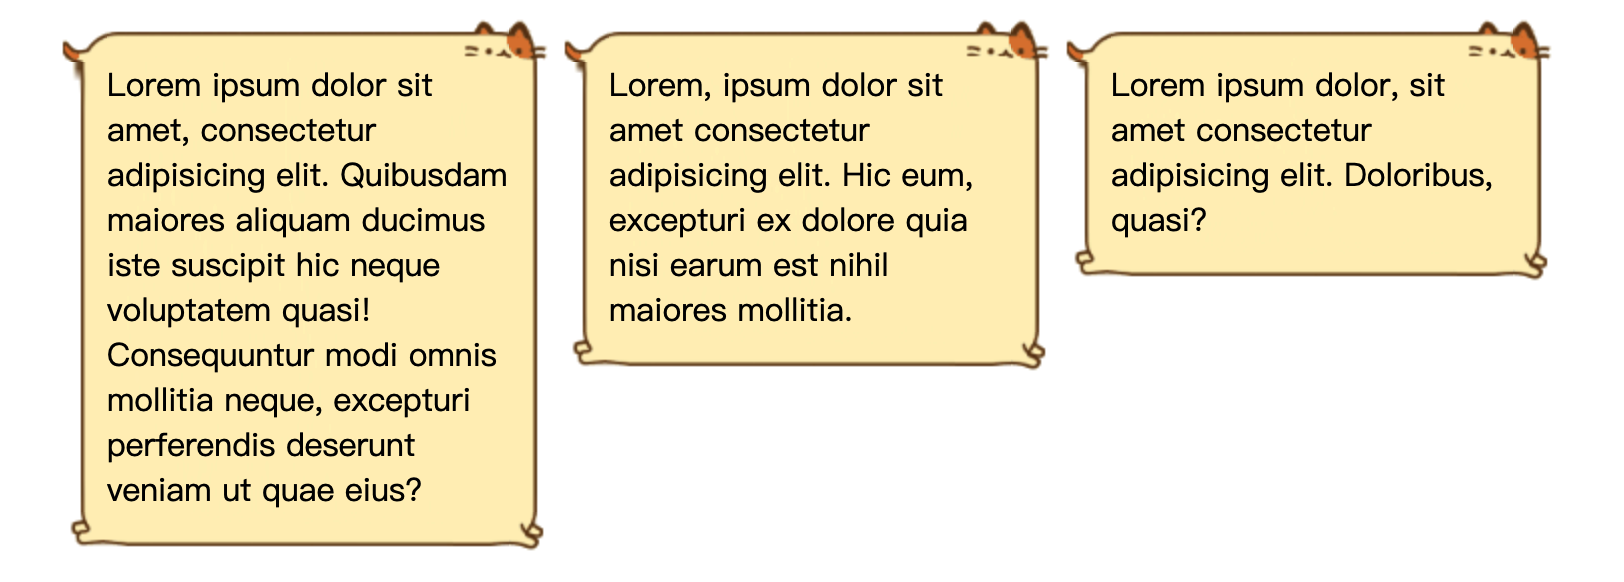 Lorem ipsum dolor sit
amet, consectetur
adipisicing elit. Quibusdam
maiores aliquam ducimus
iste suscipit hic neque
voluptatem quasi!
Consequuntur modi omnis
mollitia neque, excepturi
perferendis deserunt
veniam ut quae eius?
Lorem, ipsum dolor sit
amet consectetur
adipisicing elit. Hic eum,
excepturi ex dolore quia
nisi earum est nihil
maiores mollitia.
Lorem ipsum dolor, sit
amet consectetur
adipisicing elit. Doloribus,
quasi?